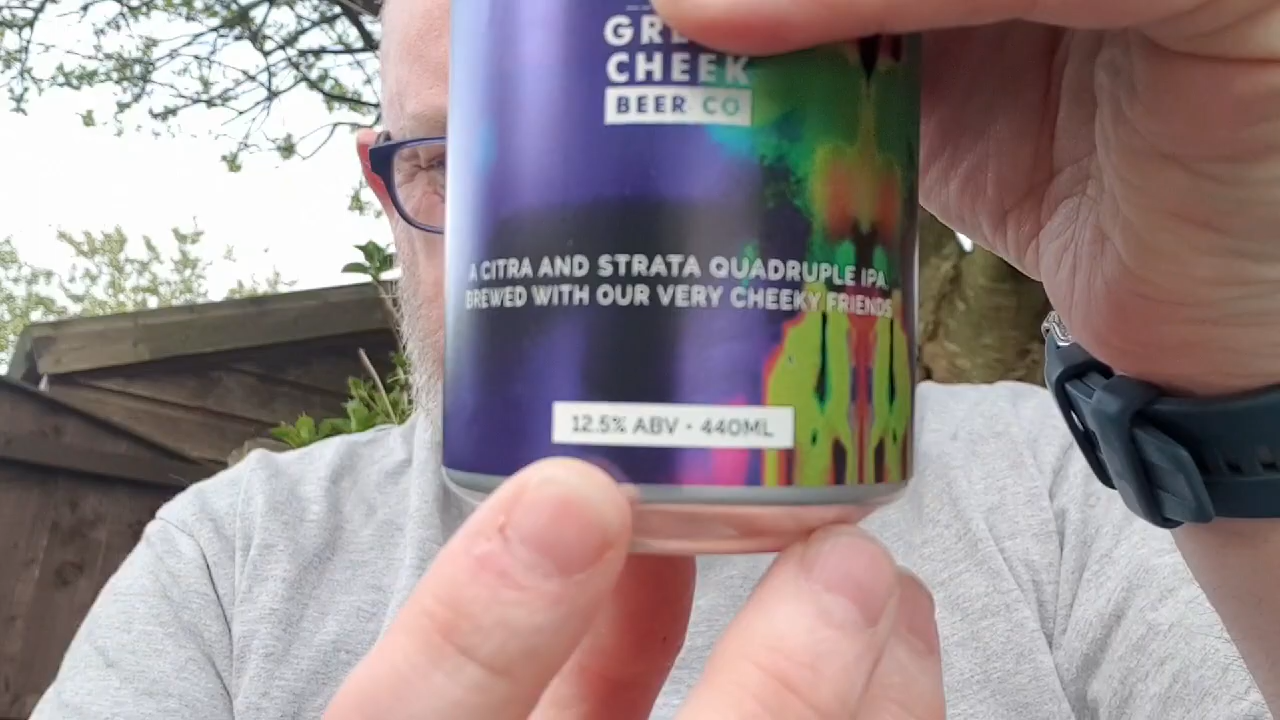 CHEEK
BEER CO
A CITRA AND STRATA QUADRUPLE IPA
BREWED WITH OUR VERY CHEEKY FRIENDS
12.5% ABV · 440ML